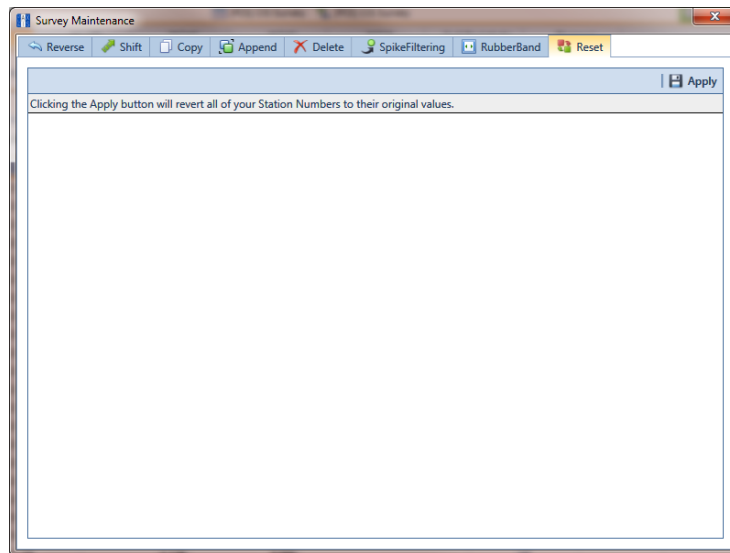 Survey Maintenance
Reverse Shift Copy Append Delete SpikeFiltering RubberBand Reset
Apply
Clicking the Apply button will revert all of your Station Numbers to their original values.